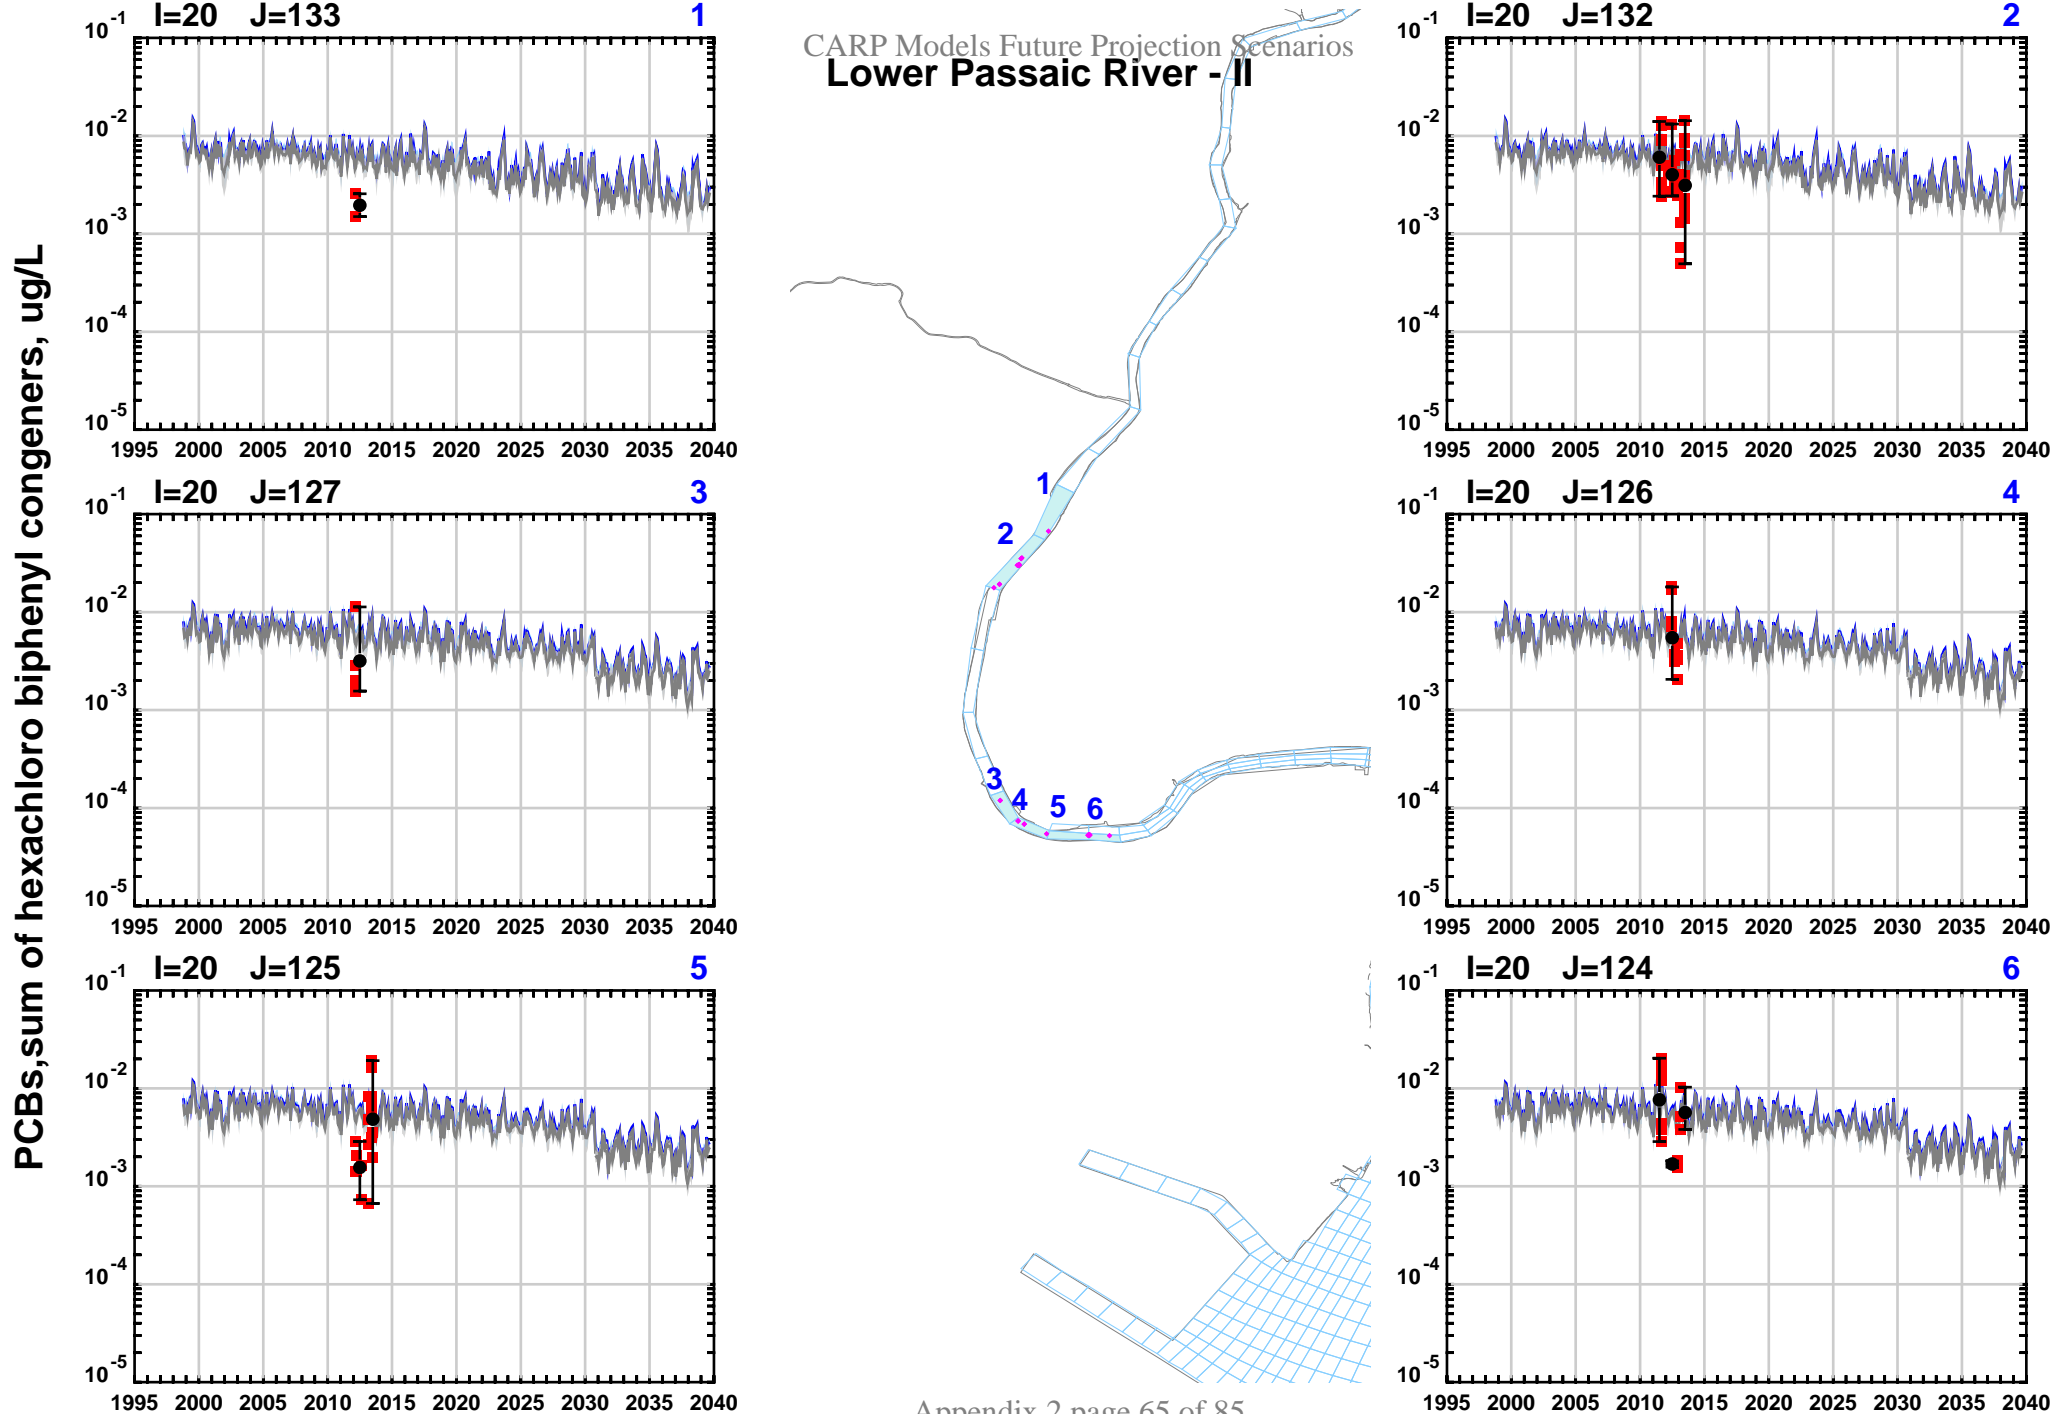 CARP Models Future Projection Scenarios
Lower Passaic River - II
PCBs,sum of hexachloro biphenyl congeners, ug/L
I=20 J=133 1
10-1
10-2
10-3
10-4
10-5
1995 2000 2005 2010 2015 2020 2025 2030 2035 2040
I=20 J=132 2
10-1
10-2
10-3
10-4
10-5
1995 2000 2005 2010 2015 2020 2025 2030 2035 2040
I=20 J=127 3
10-1
10-2
10-3
10-4
10-5
1995 2000 2005 2010 2015 2020 2025 2030 2035 2040
I=20 J=126 4
10-1
10-2
10-3
10-4
10-5
1995 2000 2005 2010 2015 2020 2025 2030 2035 2040
I=20 J=125 5
10-1
10-2
10-3
10-4
10-5
1995 2000 2005 2010 2015 2020 2025 2030 2035 2040
I=20 J=124 6
10-1
10-2
10-3
10-4
10-5
1995 2000 2005 2010 2015 2020 2025 2030 2035 2040
1
2
3
4
5
6
Appendix 2 page 65 of 85